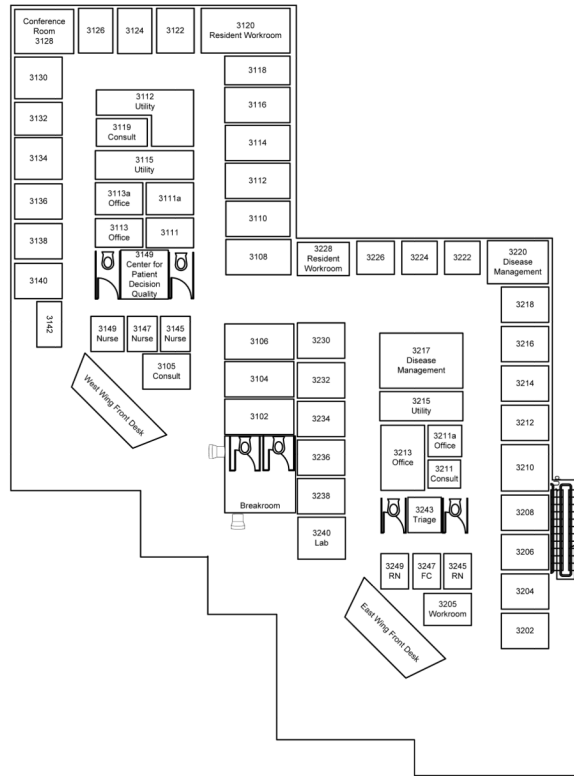 Conference
Room
3128
3126
3124
3122
3120
Resident Workroom
3130
3132
3134
3136
3138
3140
3142
3112
Utility
3119
Consult
3115
Utility
3113a
Office
3111a
3113
Office
3111
3149
Center for
Patient
Decision
Quality
3149
Nurse
3147
Nurse
3145
Nurse
3105
Consult
West Wing Front Desk
3118
3116
3114
3112
3110
3108
3228
Resident
Workroom
3226
3224
3222
3220
Disease
Management
3106
3104
3102
Breakroom
3230
3232
3234
3236
3238
3240
Lab
3217
Disease
Management
3215
Utility
3213
Office
3211a
Office
3211
Consult
3243
Triage
3249
RN
3247
FC
3245
RN
3205
Workroom
East Wing Front Desk
3218
3216
3214
3212
3210
3208
3206
3204
3202